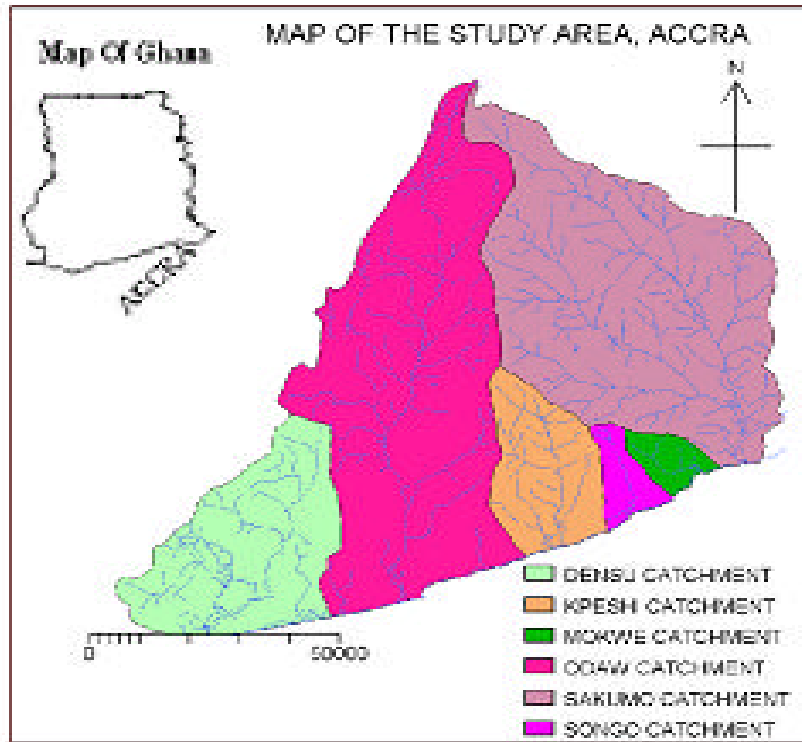 MAP OF THE STUDY AREA, ACCRA
Map Of Ghana
N
ACCRA
DENSU CATCHMENT
KPESHI CATCHMENT
MOKWE CATCHMENT
ODAW CATCHMENT
SAKUMO CATCHMENT
SONGO CATCHMENT
0 50000